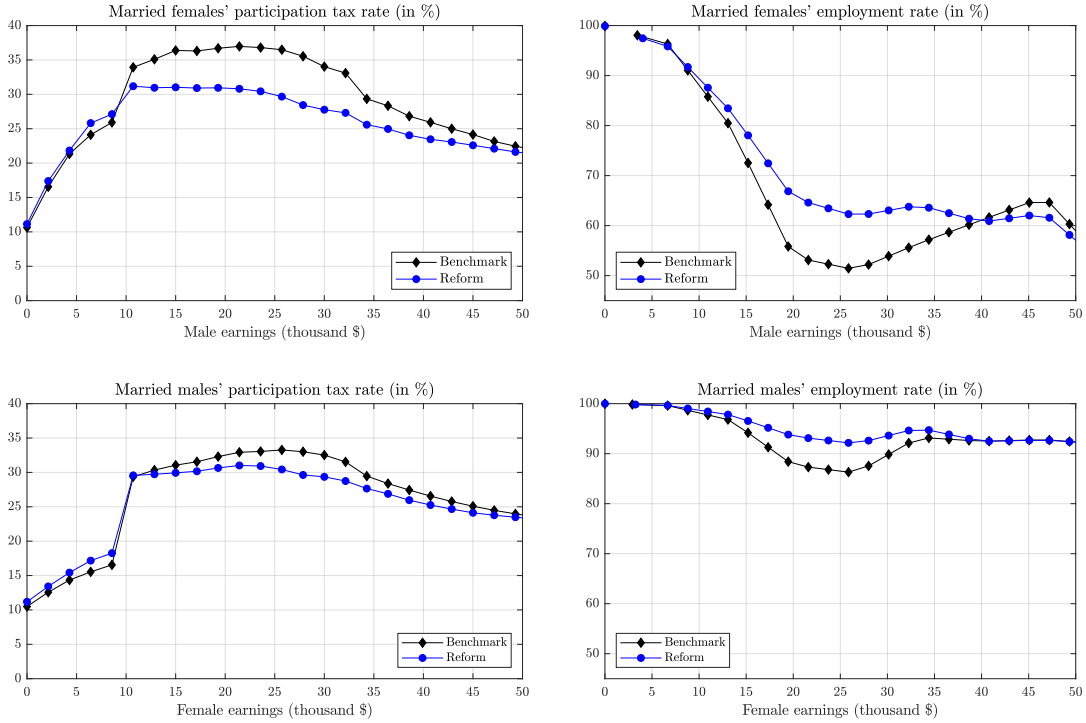 Married females' participation tax rate (in %)
40
35
30
25
20
15
10
5
0
0 5 10 15 20 25 30 35 40 45 50
Male earnings (thousand $)
Benchmark
Reform
Married females' employment rate (in %)
100
90
80
70
60
50
0 5 10 15 20 25 30 35 40 45 50
Male earnings (thousand $)
Benchmark
Reform
Married males' participation tax rate (in %)
40
35
30
25
20
15
10
5
0
0 5 10 15 20 25 30 35 40 45 50
Female earnings (thousand $)
Benchmark
Reform
Married males' employment rate (in %)
100
90
80
70
60
50
0 5 10 15 20 25 30 35 40 45 50
Female earnings (thousand $)
Benchmark
Reform